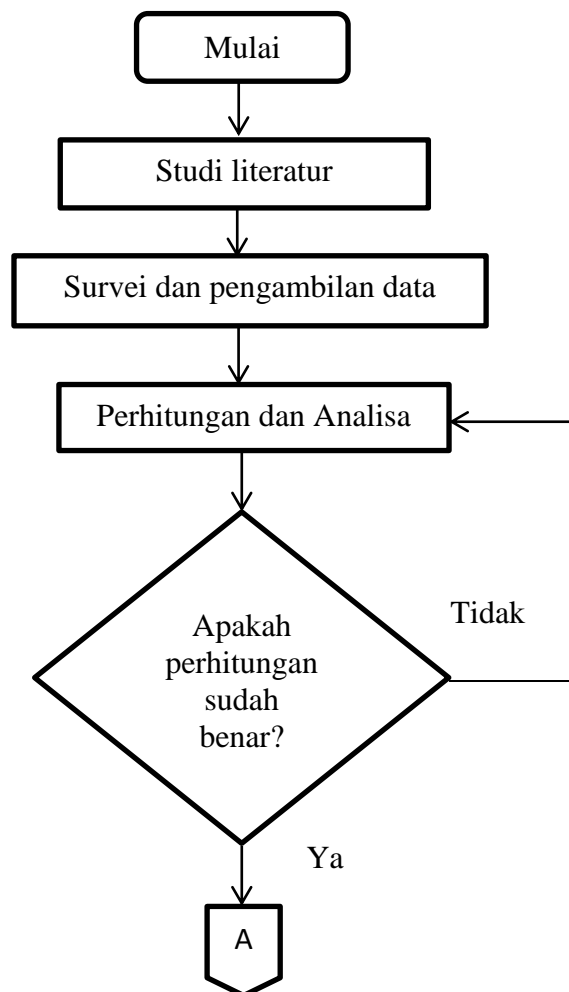 Mulai
Studi literatur
Survei dan pengambilan data
Perhitungan dan Analisa
Tidak
Apakah
perhitungan
sudah
benar?
Ya
A